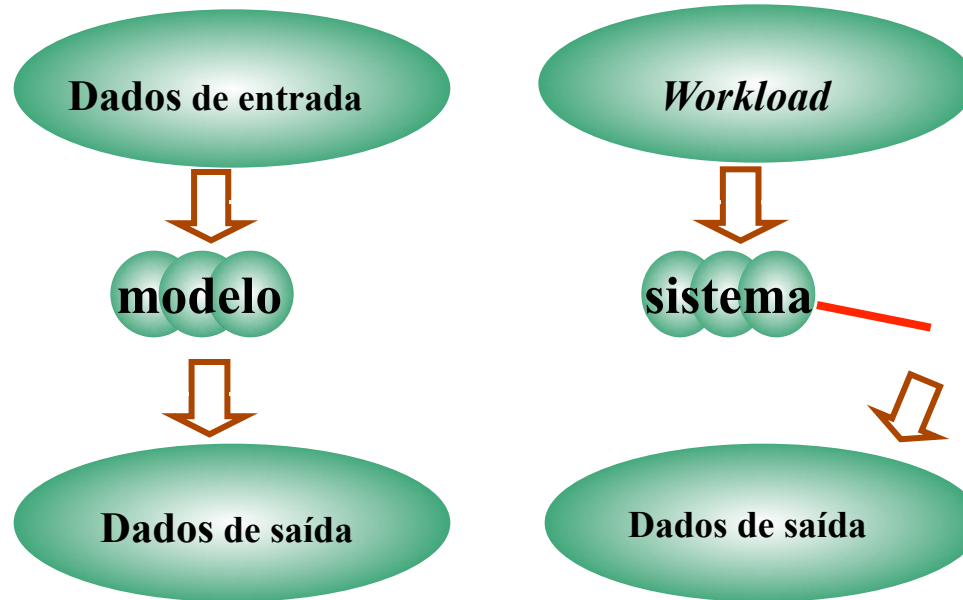 Dados de entrada
Workload
modelo
sistema
Dados de saída
Dados de saída